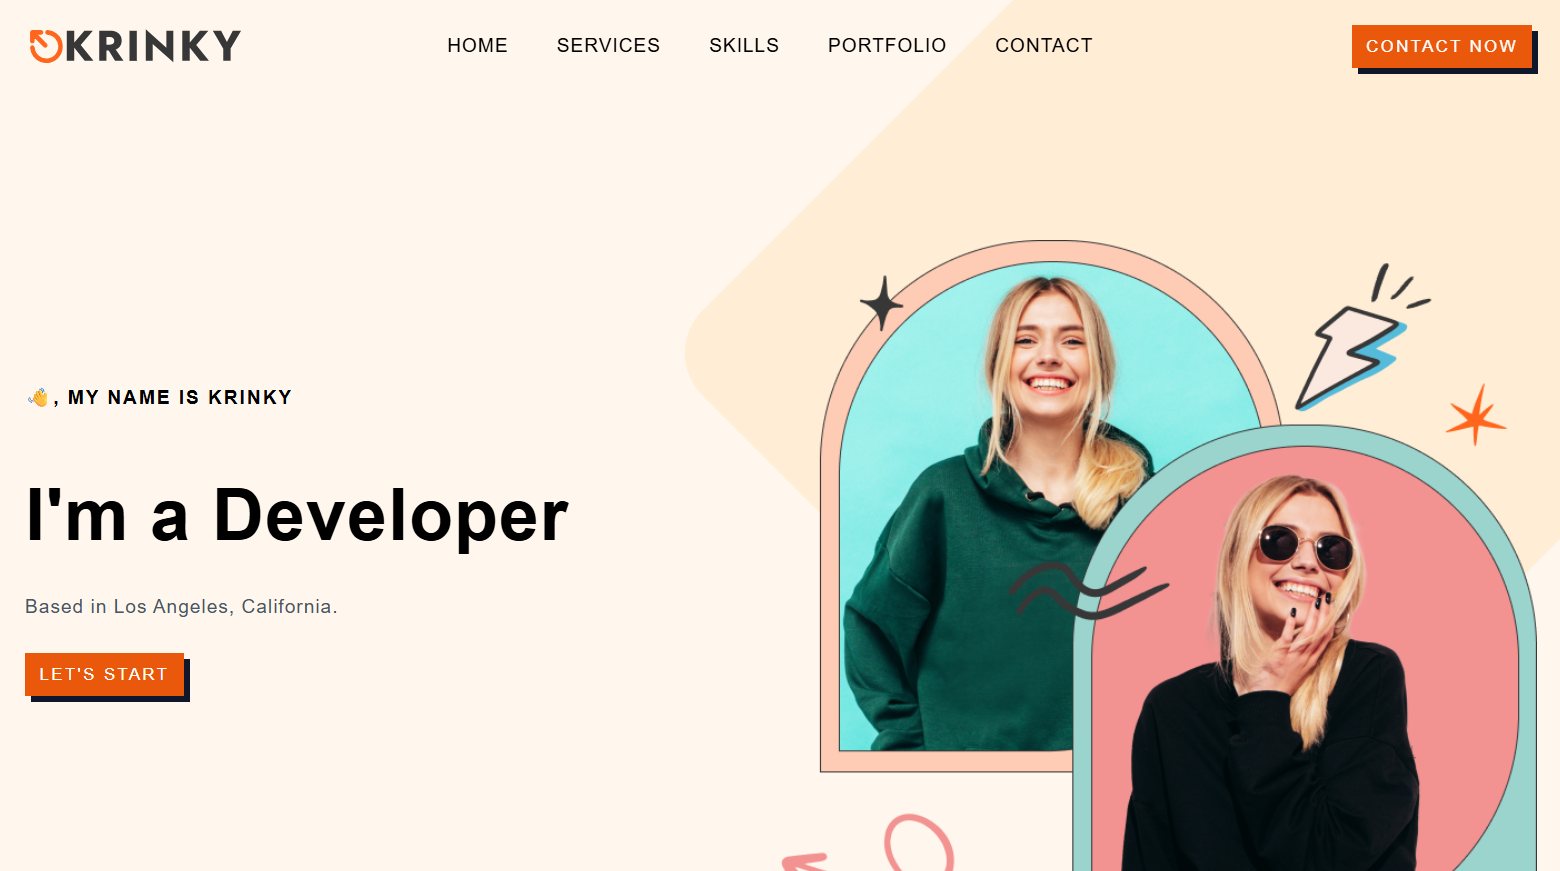 KRINKY
HOME SERVICES SKILLS PORTFOLIO CONTACT
CONTACT NOW
👋, MY NAME IS KRINKY
I'm a Developer
Based in Los Angeles, California.
LET'S START